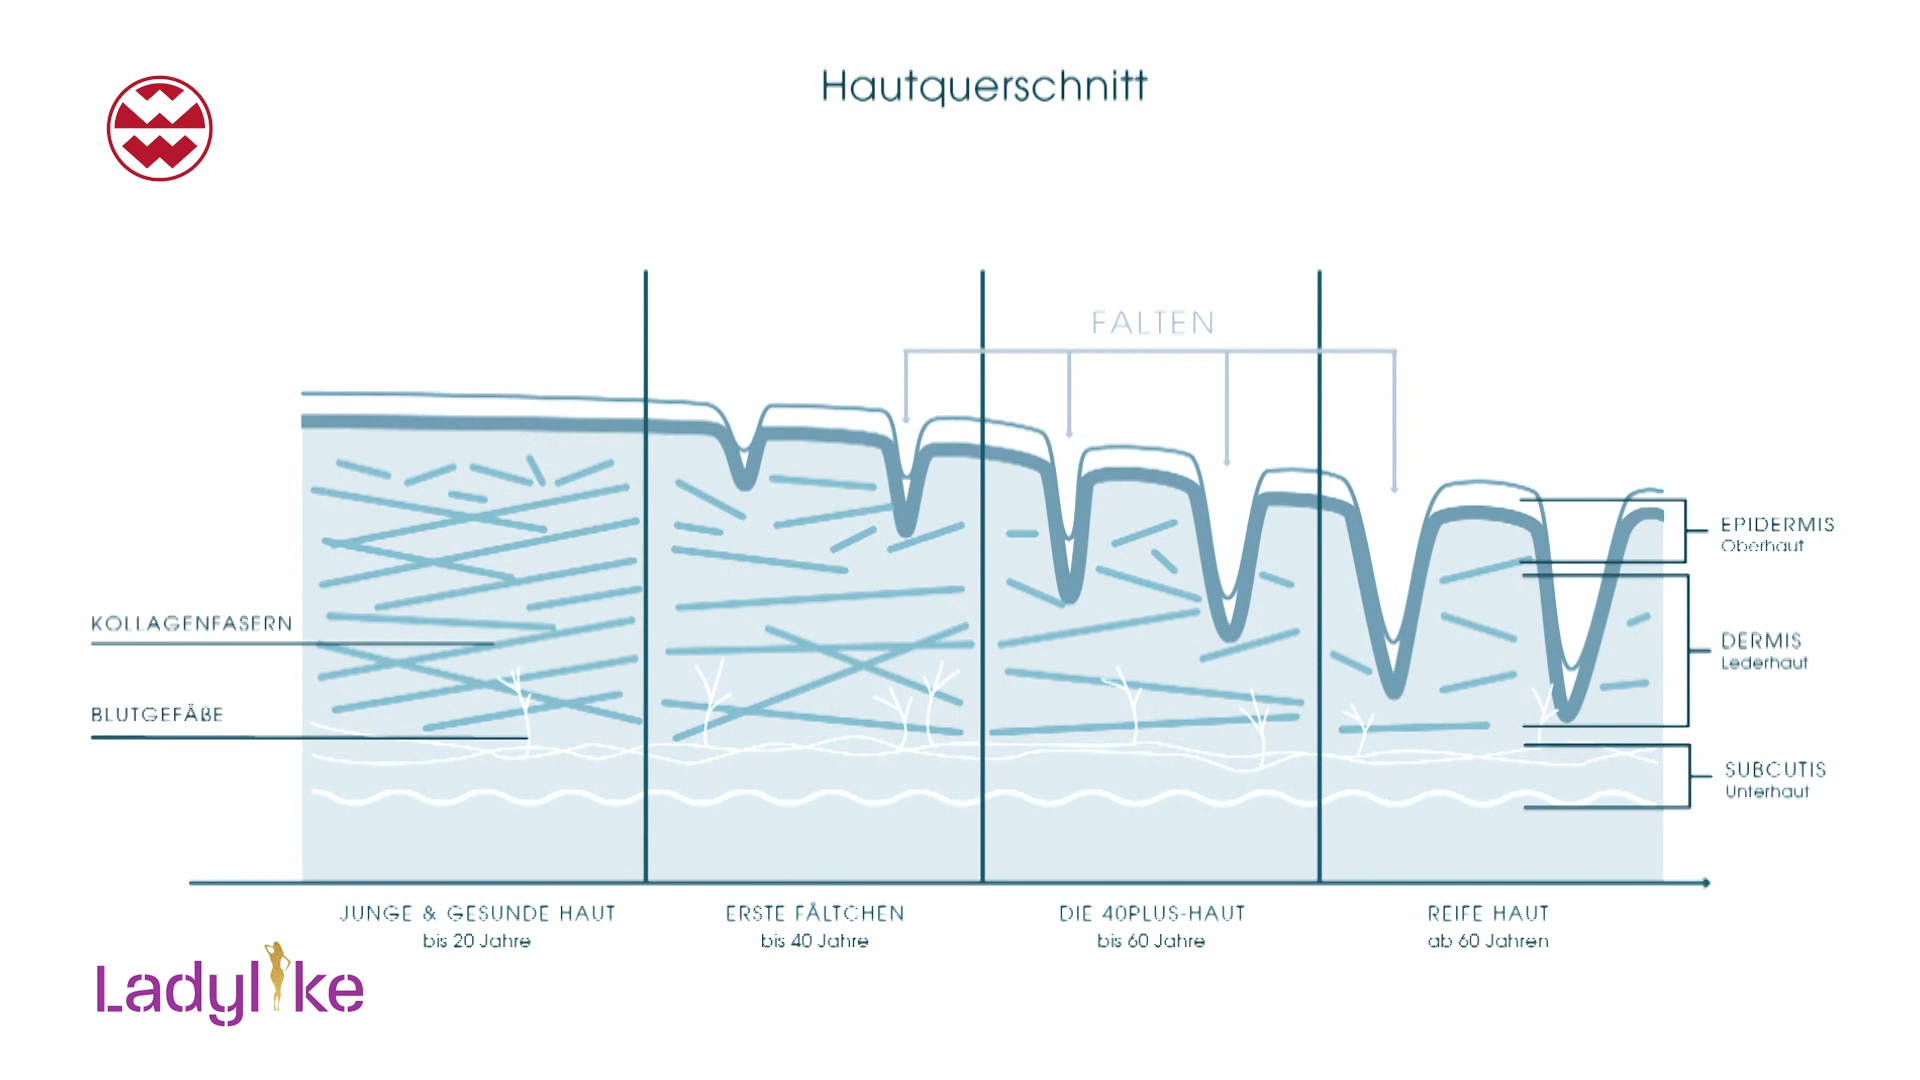 Hautquerschnitt
FALTEN
EPIDERMIS
Oberhaut
KOLLAGENFASERN
DERMIS
Lederhaut
BLUTGEFÄßE
SUBCUTIS
Unterhaut
JUNGE & GESUNDE HAUT
bis 20 Jahre
ERSTE FÄLTCHEN
bis 40 Jahre
DIE 40PLUS-HAUT
bis 60 Jahre
REIFE HAUT
ab 60 Jahren
Ladylike